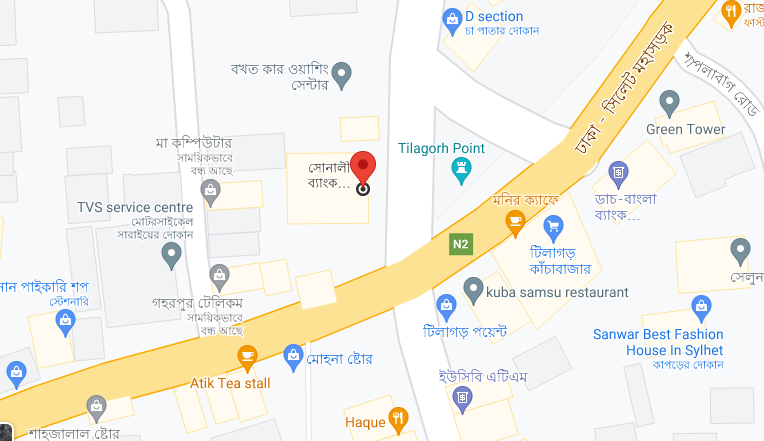 D section
চা পাতার দোকান
রাজ
ফাস্ট
বখত কার ওয়াশিং
সেন্টার
ঢাকা - সিলেট মহাসড়ক
শাপলাবাগ রোড
Green Tower
মা কম্পিউটার
সাময়িকভাবে
বন্ধ আছে
সোনালী
ব্যাংক...
Tilagorh Point
ডাচ-বাংলা
ব্যাংক...
TVS service centre
মোটরসাইকেল
সারাইয়ের দোকান
মনির ক্যাফে
N2
টিলাগড়
কাঁচাবাজার
নান পাইকারি শপ
স্টেশনারি
গহরপুর টেলিকম
সাময়িকভাবে
বন্ধ আছে
kuba samsu restaurant
সেলুন
টিলাগড় পয়েন্ট
Sanwar Best Fashion
House In Sylhet
কাপড়ের দোকান
মোহনা ষ্টোর
Atik Tea stall
ইউসিবি এটিএম
শাহজালাল ষ্টোর
Haque